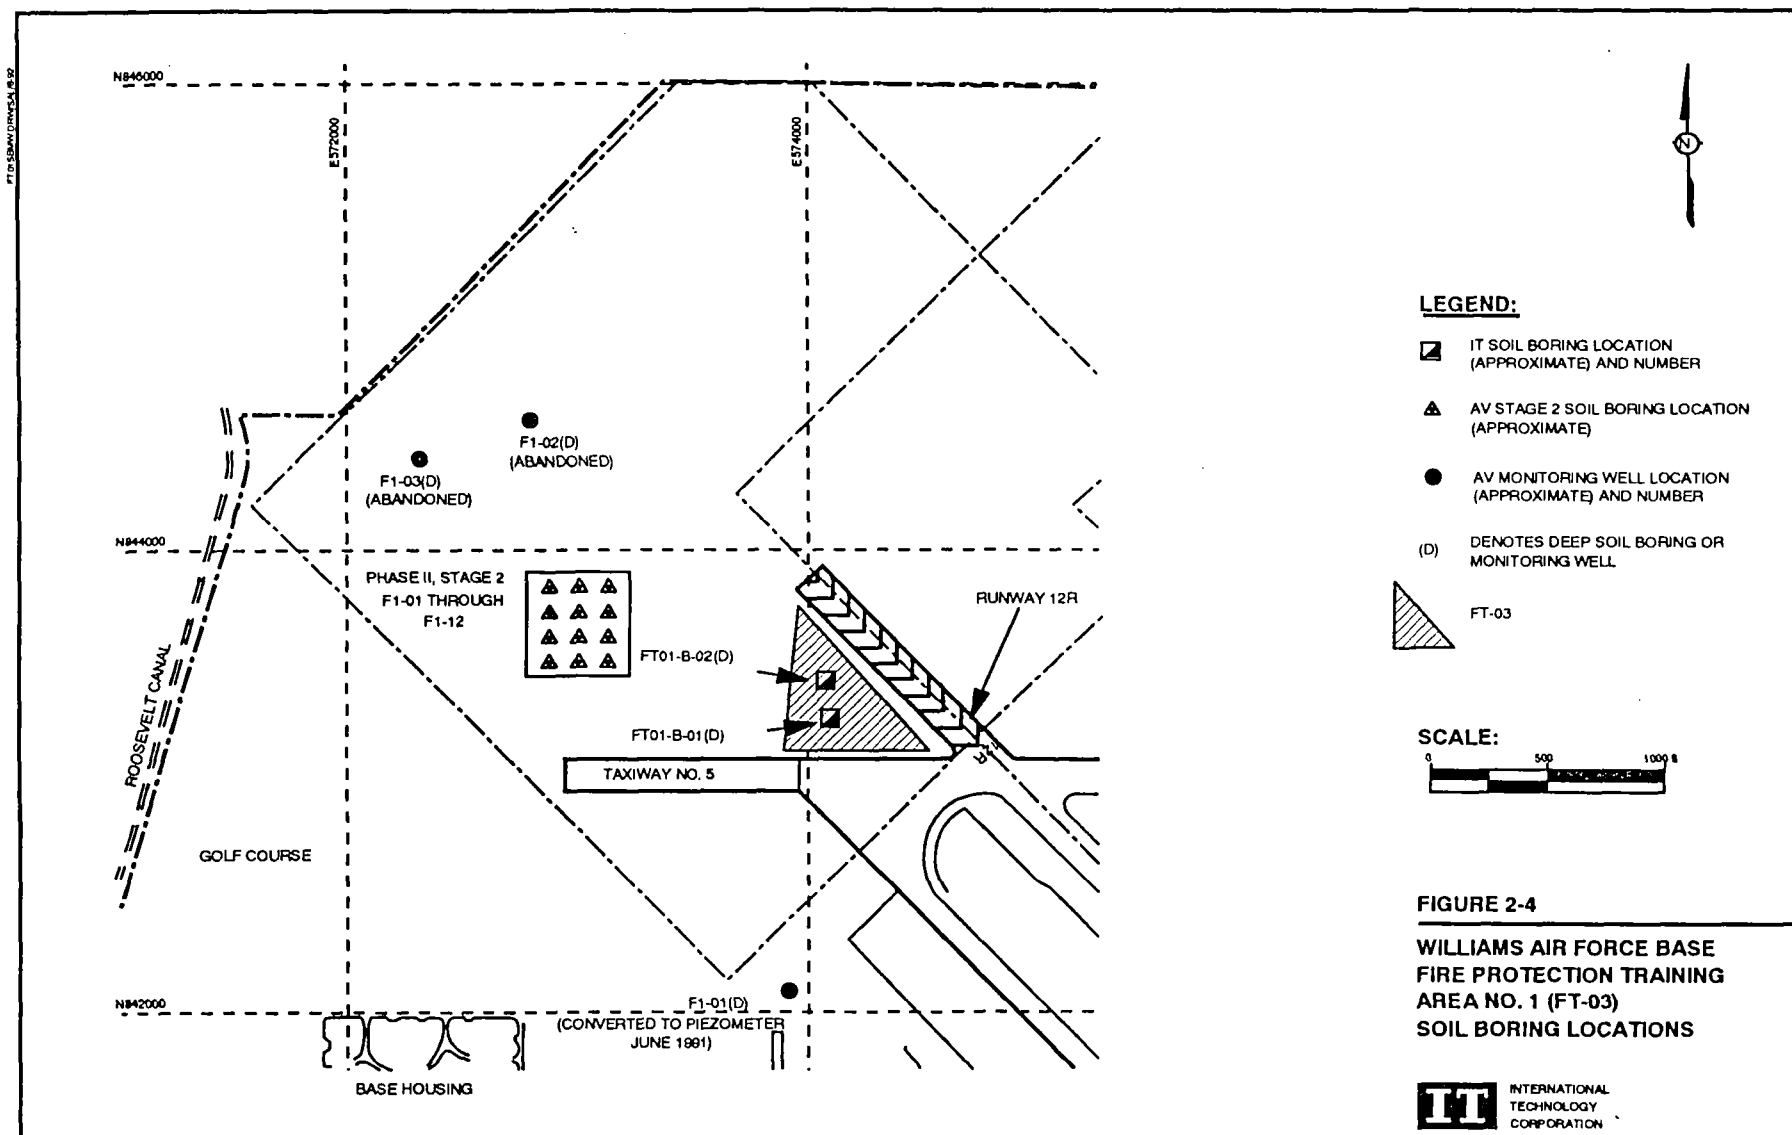 N846000
E572000
E574000
F1-02(D)
(ABANDONED)
F1-03(D)
(ABANDONED)
N844000
PHASE II, STAGE 2
F1-01 THROUGH
F1-12
RUNWAY 12R
FT01-B-02(D)
FT01-B-01(D)
ROOSEVELT CANAL
TAXIWAY NO. 5
GOLF COURSE
N842000
F1-01(D)
(CONVERTED TO PIEZOMETER
JUNE 1991)
BASE HOUSING
N
LEGEND:
IT SOIL BORING LOCATION
(APPROXIMATE) AND NUMBER
AV STAGE 2 SOIL BORING LOCATION
(APPROXIMATE)
AV MONITORING WELL LOCATION
(APPROXIMATE) AND NUMBER
(D) DENOTES DEEP SOIL BORING OR
MONITORING WELL
FT-03
SCALE:
0 500 1000 ft
FIGURE 2-4
WILLIAMS AIR FORCE BASE
FIRE PROTECTION TRAINING
AREA NO. 1 (FT-03)
SOIL BORING LOCATIONS
IT
INTERNATIONAL
TECHNOLOGY
CORPORATION